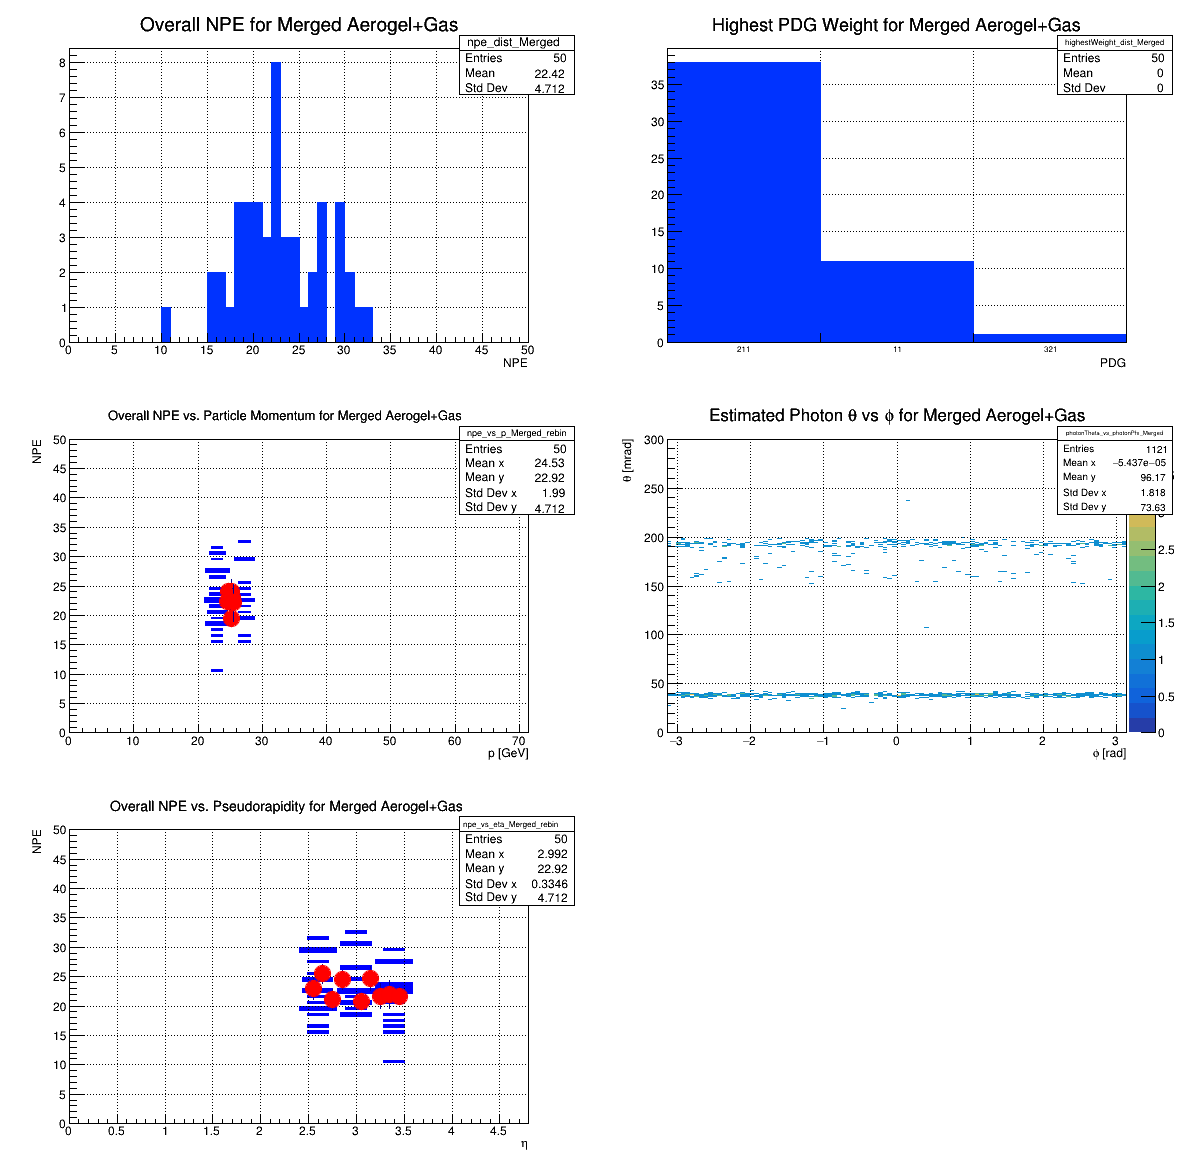 Overall NPE for Merged Aerogel+Gas
npe_dist_Merged
Entries 50
Mean 22.42
Std Dev 4.712
8
7
6
5
4
3
2
1
0
0 5 10 15 20 25 30 35 40 45 50
NPE
Highest PDG Weight for Merged Aerogel+Gas
highestWeight_dist_Merged
Entries 50
Mean 0
Std Dev 0
35
30
25
20
15
10
5
0
211 11 321
PDG
Overall NPE vs. Particle Momentum for Merged Aerogel+Gas
npe_vs_p_Merged_rebin
Entries 50
Mean x 24.53
Mean y 22.92
Std Dev x 1.99
Std Dev y 4.712
NPE
50
45
40
35
30
25
20
15
10
5
0
0 10 20 30 40 50 60 70
p [GeV]
Estimated Photon θ vs ϕ for Merged Aerogel+Gas
photonTheta_vs_photonPhi_Merged
Entries 1121
Mean x −5.437e−05
Mean y 96.17
Std Dev x 1.818
Std Dev y 73.63
θ [mrad]
300
250
200
150
100
50
0
−3 −2 −1 0 1 2 3
ϕ [rad]
2.5
2
1.5
1
0.5
0
Overall NPE vs. Pseudorapidity for Merged Aerogel+Gas
npe_vs_eta_Merged_rebin
Entries 50
Mean x 2.992
Mean y 22.92
Std Dev x 0.3346
Std Dev y 4.712
NPE
50
45
40
35
30
25
20
15
10
5
0
0 0.5 1 1.5 2 2.5 3 3.5 4 4.5
η